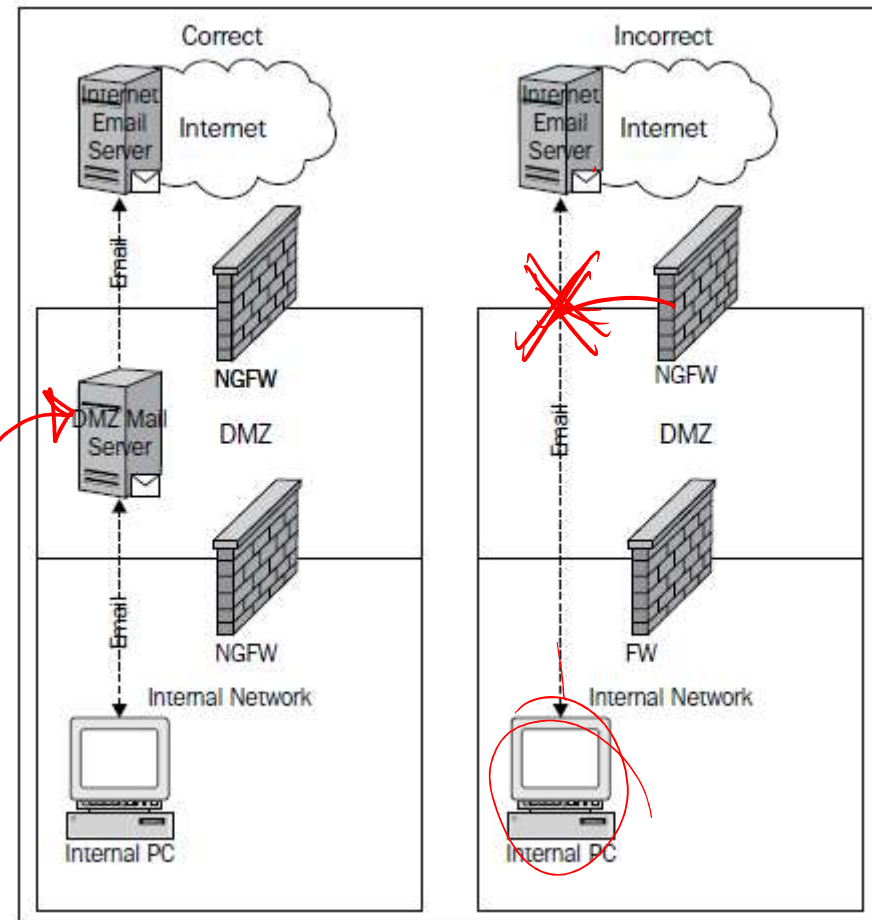 Correct
Internet
Email
Server
Internet
Email
NGFW
DMZ Mail
Server
DMZ
Email
NGFW
Internal Network
Internal PC
Incorrect
Internet
Email
Server
Internet
NGFW
Email
DMZ
FW
Internal Network
Internal PC